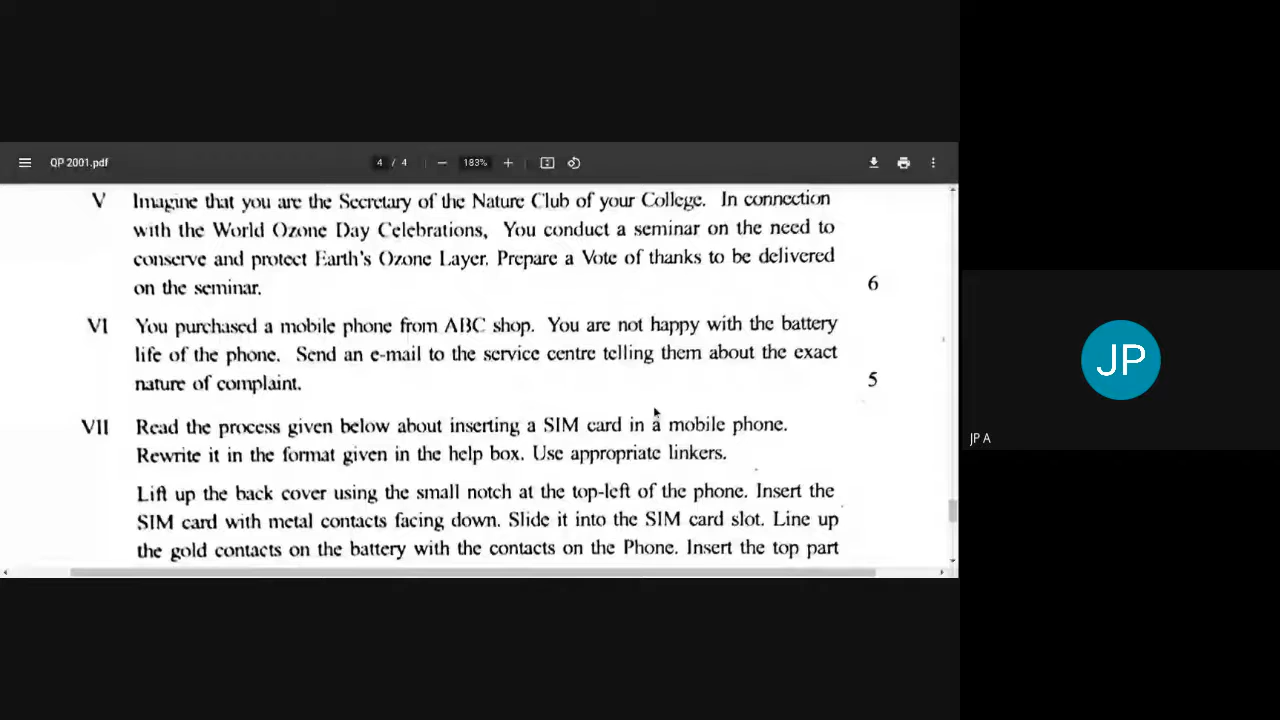 QP 2001.pdf
4 / 4
183%
V Imagine that you are the Secretary of the Nature Club of your College. In connection
with the World Ozone Day Celebrations, You conduct a seminar on the need to
conserve and protect Earth's Ozone Layer. Prepare a Vote of thanks to be delivered
on the seminar. 6
VI You purchased a mobile phone from ABC shop. You are not happy with the battery
life of the phone. Send an e-mail to the service centre telling them about the exact
nature of complaint. 5
VII Read the process given below about inserting a SIM card in a mobile phone.
Rewrite it in the format given in the help box. Use appropriate linkers.
Lift up the back cover using the small notch at the top-left of the phone. Insert the
SIM card with metal contacts facing down. Slide it into the SIM card slot. Line up
the gold contacts on the battery with the contacts on the Phone. Insert the top part
JP
JP A